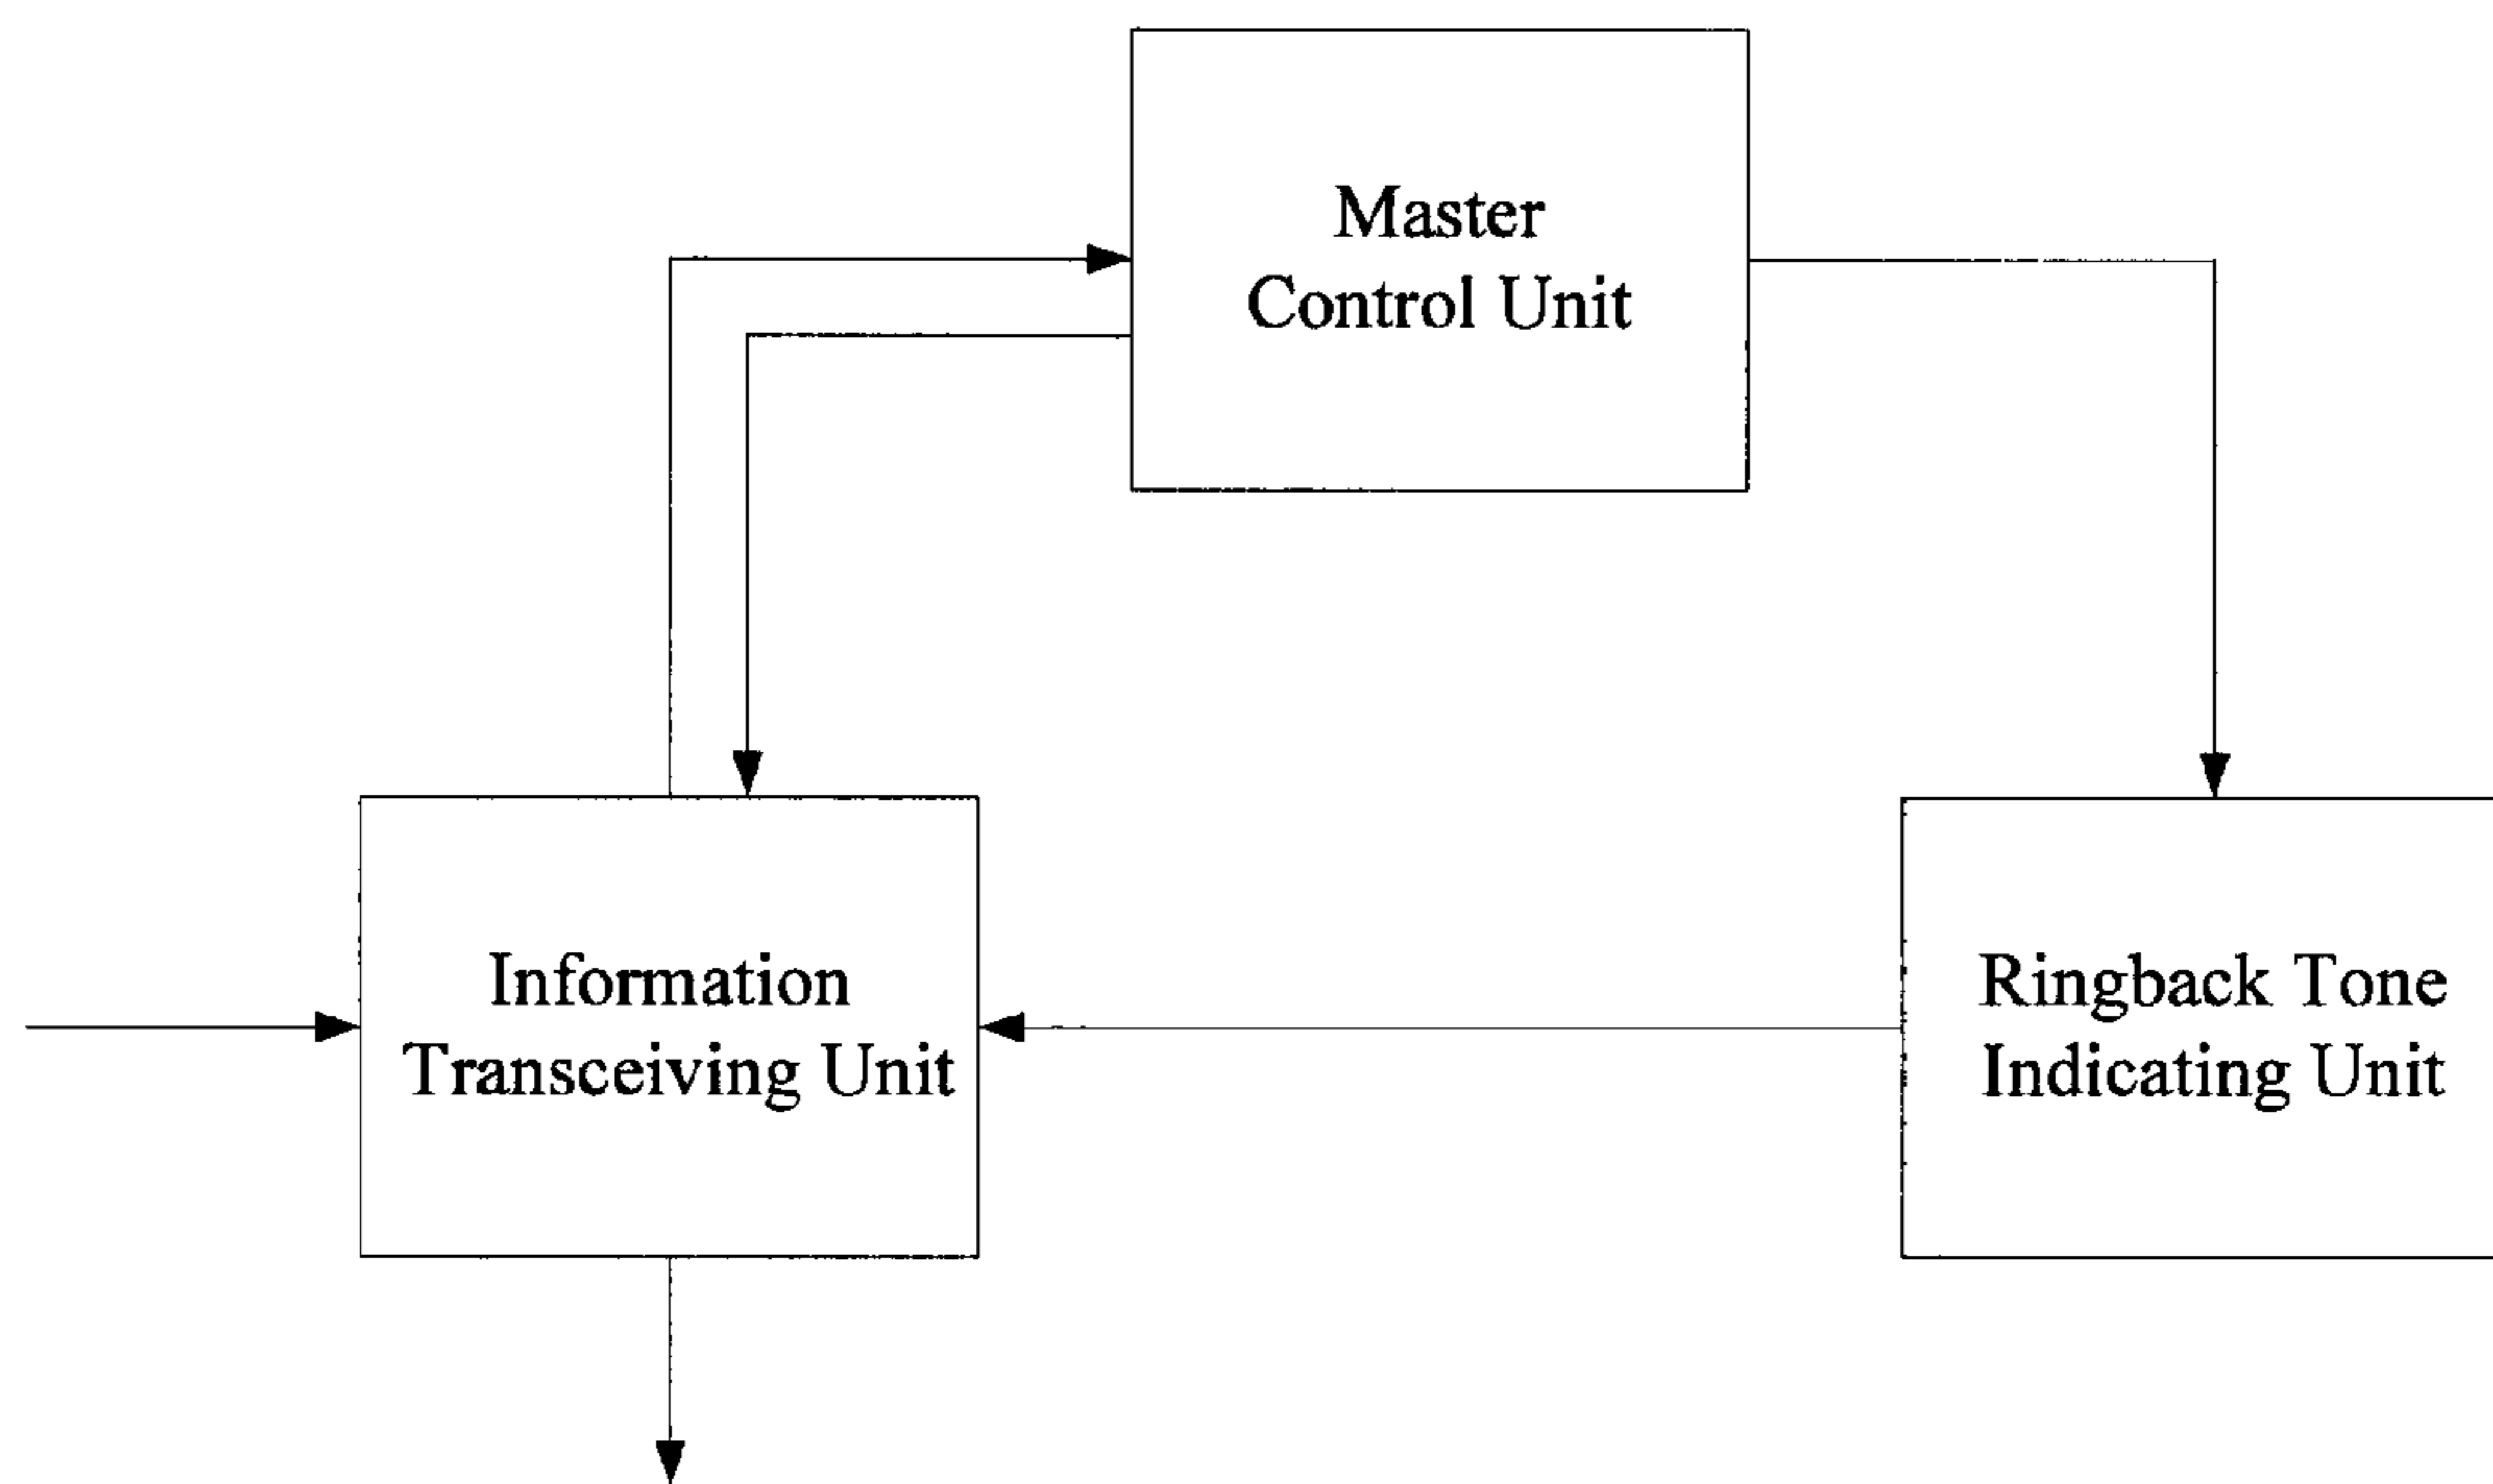 Master
Control Unit
Information
Transceiving Unit
Ringback Tone
Indicating Unit